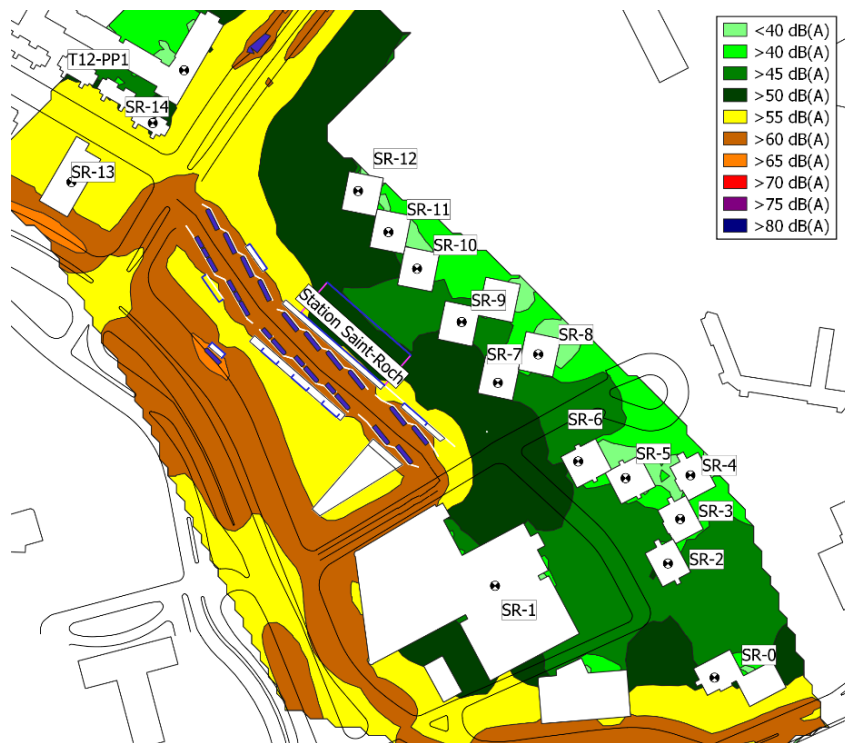 <40 dB(A)
>40 dB(A)
>45 dB(A)
>50 dB(A)
>55 dB(A)
>60 dB(A)
>65 dB(A)
>70 dB(A)
>75 dB(A)
>80 dB(A)
T12-PP1
SR-14
SR-13
SR-12
SR-11
SR-10
SR-9
SR-8
SR-7
Station Saint-Roch
SR-6
SR-5
SR-4
SR-3
SR-2
SR-1
SR-0